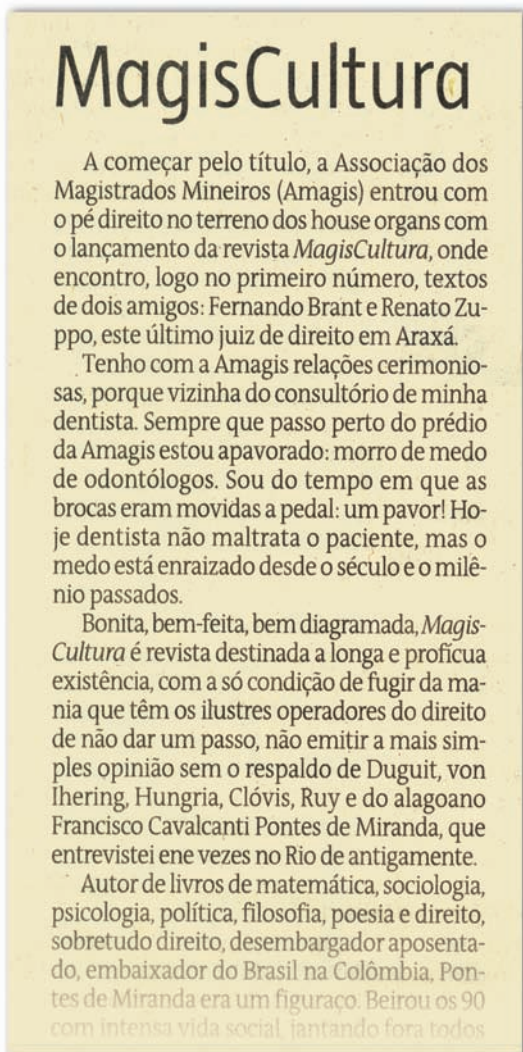 MagisCultura
A começar pelo título, a Associação dos
Magistrados Mineiros (Amagis) entrou com
o pé direito no terreno dos house organs com
o lançamento da revista MagisCultura, onde
encontro, logo no primeiro número, textos
de dois amigos: Fernando Brant e Renato Zu-
ppo, este último juiz de direito em Araxá.
Tenho com a Amagis relações cerimonio-
sas, porque vizinha do consultório de minha
dentista. Sempre que passo perto do prédio
da Amagis estou apavorado: morro de medo
de odontólogos. Sou do tempo em que as
brocas eram movidas a pedal: um pavor! Ho-
je dentista não maltrata o paciente, mas o
medo está enraizado desde o século e o milê-
nio passados.
Bonita, bem-feita, bem diagramada, Magis-
Cultura é revista destinada a longa e profícua
existência, com a só condição de fugir da ma-
nia que têm os ilustres operadores do direito
de não dar um passo, não emitir a mais sim-
ples opinião sem o respaldo de Duguit, von
Ihering, Hungria, Clóvis, Ruy e do alagoano
Francisco Cavalcanti Pontes de Miranda, que
entrevistei ene vezes no Rio de antigamente.
Autor de livros de matemática, sociologia,
psicologia, política, filosofia, poesia e direito,
sobretudo direito, desembargador aposenta-
do, embaixador do Brasil na Colômbia, Pon-
tes de Miranda era um figuraço. Beirou os 90
com intensa vida social, jantando fora todos